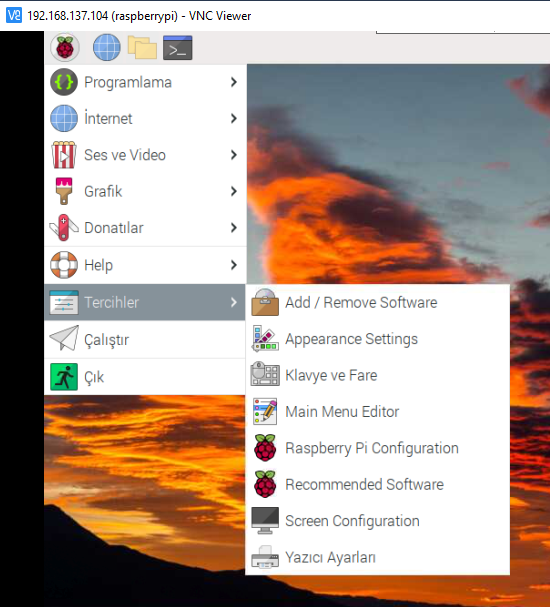 192.168.137.104 (raspberrypi) - VNC Viewer
Programlama
İnternet
Ses ve Video
Grafik
Donatılar
Help
Tercihler
Çalıştır
Çık
Add / Remove Software
Appearance Settings
Klavye ve Fare
Main Menu Editor
Raspberry Pi Configuration
Recommended Software
Screen Configuration
Yazıcı Ayarları